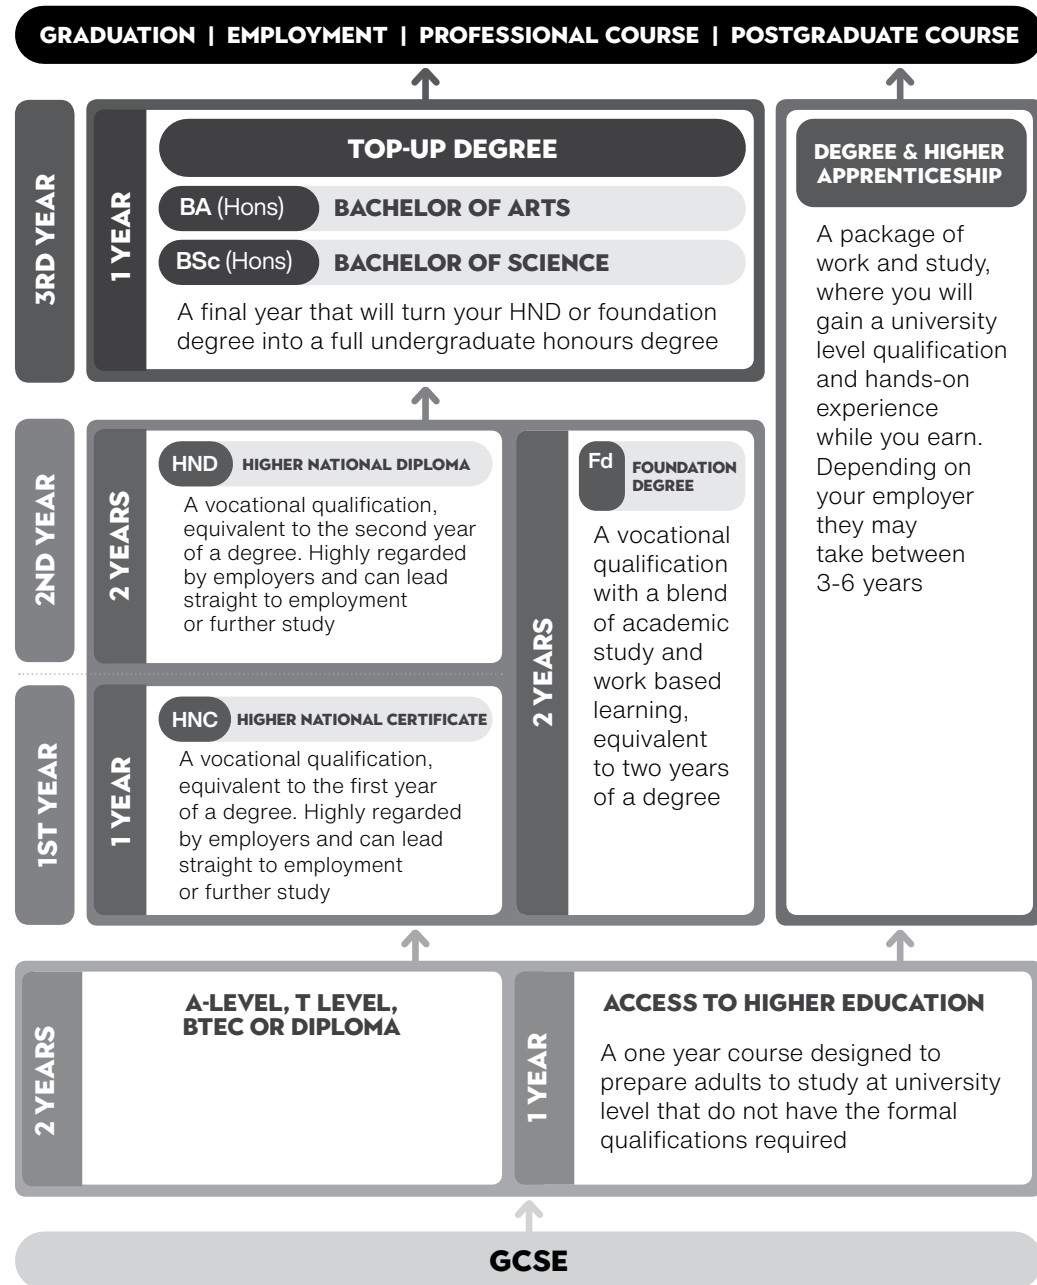 GRADUATION | EMPLOYMENT | PROFESSIONAL COURSE | POSTGRADUATE COURSE
3RD YEAR
1 YEAR
TOP-UP DEGREE
BA (Hons) BACHELOR OF ARTS
BSc (Hons) BACHELOR OF SCIENCE
A final year that will turn your HND or foundation
degree into a full undergraduate honours degree
DEGREE & HIGHER
APPRENTICESHIP
A package of
work and study,
where you will
gain a university
level qualification
and hands-on
experience
while you earn.
Depending on
your employer
they may
take between
3-6 years
2ND YEAR
2 YEARS
HND HIGHER NATIONAL DIPLOMA
A vocational qualification,
equivalent to the second year
of a degree. Highly regarded
by employers and can lead
straight to employment
or further study
1ST YEAR
1 YEAR
HNC HIGHER NATIONAL CERTIFICATE
A vocational qualification,
equivalent to the first year
of a degree. Highly regarded
by employers and can lead
straight to employment
or further study
2 YEARS
Fd FOUNDATION
DEGREE
A vocational
qualification
with a blend
of academic
study and
work based
learning,
equivalent
to two years
of a degree
2 YEARS
A-LEVEL, T LEVEL,
BTEC OR DIPLOMA
1 YEAR
ACCESS TO HIGHER EDUCATION
A one year course designed to
prepare adults to study at university
level that do not have the formal
qualifications required
GCSE